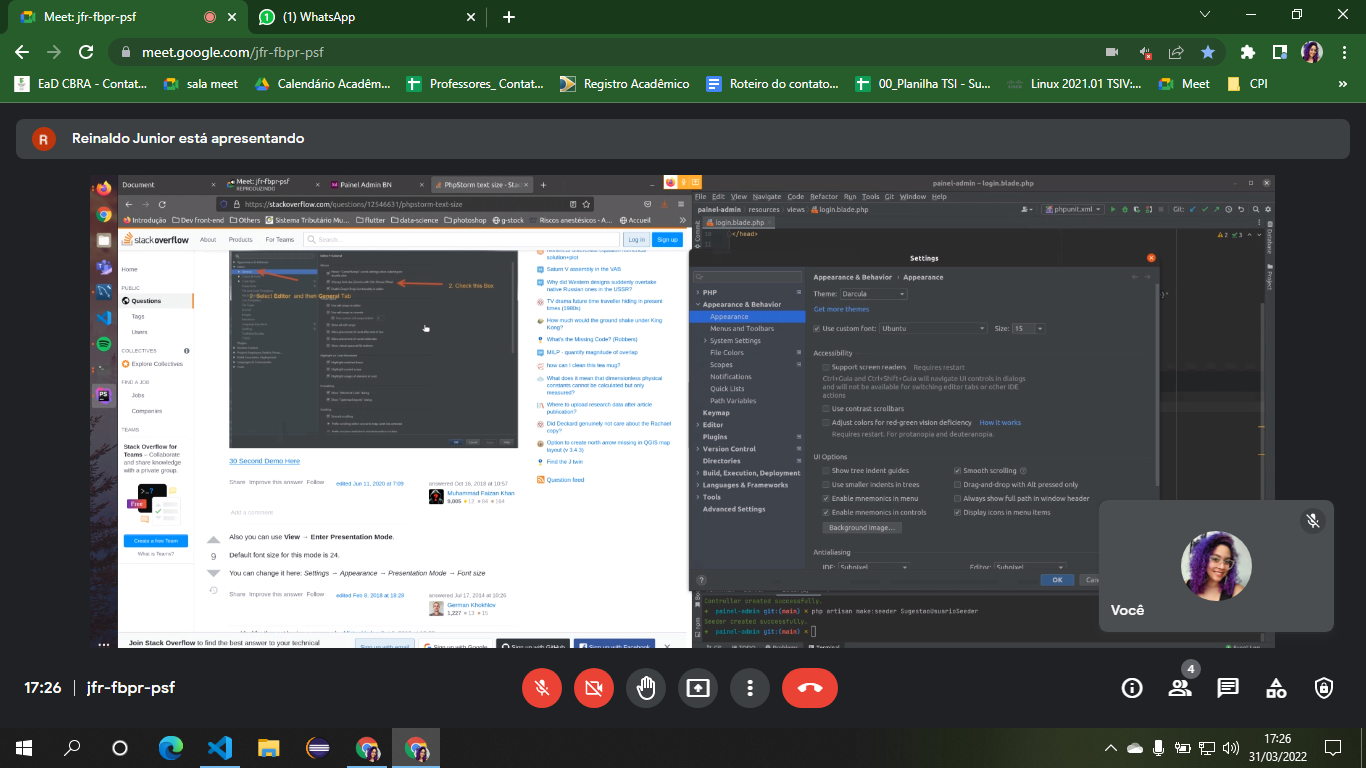 Meet: jfr-fbpr-psf
(1) WhatsApp
meet.google.com/jfr-fbpr-psf
EaD CBRA - Contat...
sala meet
Calendário Acadêm...
Professores_ Contat...
Registro Acadêmico
Roteiro do contato...
00_Planilha TSI - Su...
Linux 2021.01 TSIV:...
Meet
CPI
R
Reinaldo Junior está apresentando
Document
Meet: jfr-fbpr-psf
REPRODUZINDO
Painel Admin BN
PhpStorm text size - Stac
https://stackoverflow.com/questions/12546631/phpstorm-text-size
Introdução
Dev front-end
Others
Sistema Tributário Mu...
flutter
data-science
photoshop
g-stock
Riscos anestésicos - A...
Accueil
stackoverflow
About
Products
For Teams
Search...
Log in
Sign up
Home
PUBLIC
Questions
Tags
Users
COLLECTIVES
Explore Collectives
FIND A JOB
Jobs
Companies
TEAMS
Stack Overflow for
Teams – Collaborate
and share knowledge
with a private group.
Free
Create a free Team
What is Teams?
Select Editor and then General Tab
2. Check this Box
30 Second Demo Here
Share Improve this answer Follow
edited Jun 11, 2020 at 7:09
answered Oct 16, 2018 at 10:57
Muhammad Faizan Khan
Add a comment
9
Also you can use View → Enter Presentation Mode.
Default font size for this mode is 24.
You can change it here: Settings → Appearance → Presentation Mode → Font size
Share Improve this answer Follow
edited Feb 8, 2018 at 18:28
answered Jul 17, 2014 at 10:26
German Khokhlov
1,227 13 15
Join Stack Overflow to find the best answer to your technical
Sign up with email
Sign up with Google
Sign up with GitHub
Sign up with Facebook
solution+plot
Saturn V assembly in the VAB
Why did Western designs suddenly overtake
native Russian ones in the USSR?
TV drama future time traveller hiding in present
times (1980s)
How much would the ground shake under King
Kong?
What's the Missing Code? (Robbers)
MILP - quantify magnitude of overlap
how can I clean this tea mug?
What does it mean that dimensionless physical
constants cannot be calculated but only
measured?
Where to upload research data after article
publication?
Did Deckard genuinely not care about the Rachael
copy?
Option to create north arrow missing in QGIS map
layout (v 3.4.3)
Find the J twin
Question feed
painel-admin – login.blade.php
File Edit View Navigate Code Refactor Run Tools Git Window Help
painel-admin
resources
views
login.blade.php
phpunit.xml
Git:
login.blade.php
10
</head>
11
2
3
Commit
Database
Settings
PHP
Appearance & Behavior
Appearance
Menus and Toolbars
System Settings
File Colors
Scopes
Notifications
Quick Lists
Path Variables
Keymap
Editor
Plugins
Version Control
Directories
Build, Execution, Deployment
Languages & Frameworks
Tools
Advanced Settings
Appearance & Behavior › Appearance
Theme: Darcula
Get more themes
Use custom font: Ubuntu
Size: 15
Accessibility
Support screen readers Requires restart
Ctrl+Guia and Ctrl+Shift+Guia will navigate UI controls in dialogs
and will not be available for switching editor tabs or other IDE
actions
Use contrast scrollbars
Adjust colors for red-green vision deficiency How it works
Requires restart. For protanopia and deuteranopia.
UI Options
Show tree indent guides
Smooth scrolling
Use smaller indents in trees
Drag-and-drop with Alt pressed only
Enable mnemonics in menu
Always show full path in window header
Enable mnemonics in controls
Display icons in menu items
Background Image...
Antialiasing
IDE: Subpixel
Editor: Subpixel
OK
Canc
Controller created successfully.
painel-admin git:(main) × php artisan make:seeder SugestaoUsuarioSeeder
Seeder created successfully.
painel-admin git:(main) ×
Git
TODO
Problems
Terminal
Você
17:26
jfr-fbpr-psf
4
17:26
31/03/2022